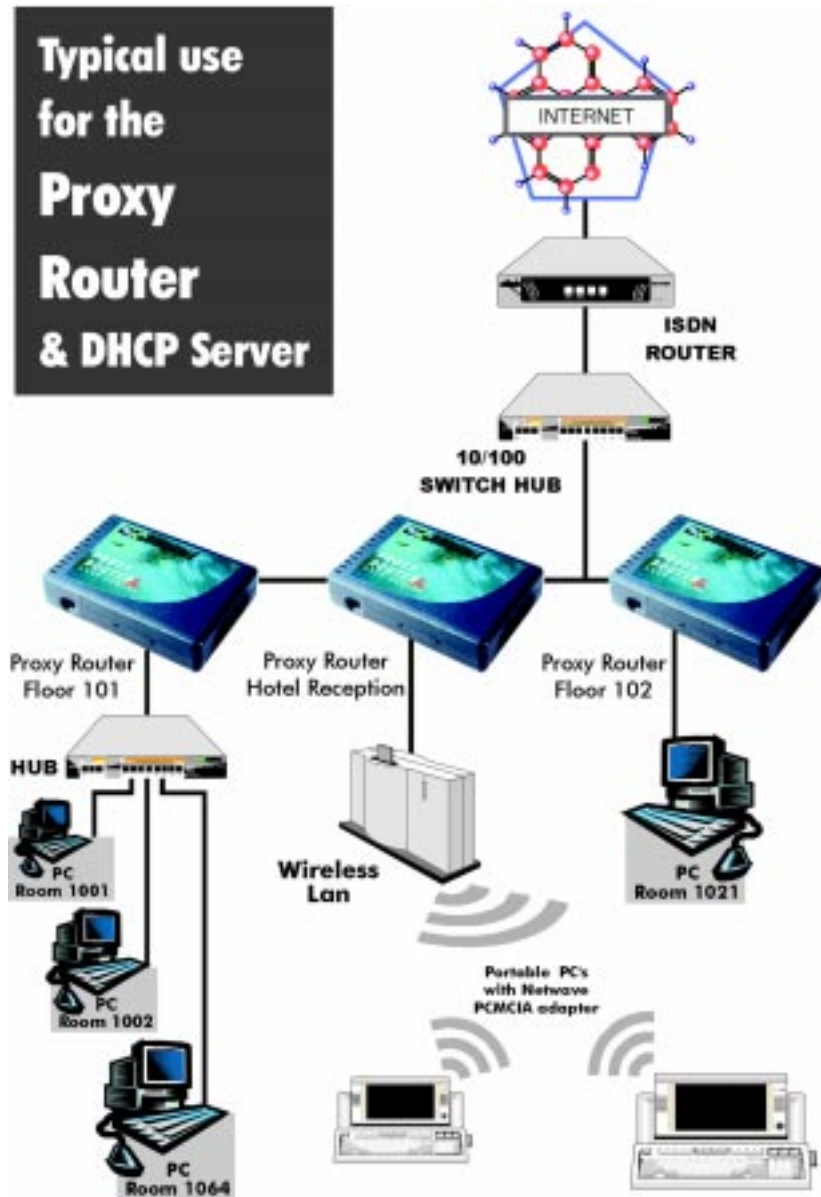 Typical use
for the
Proxy
Router
& DHCP Server
INTERNET
ISDN
ROUTER
10/100
SWITCH HUB
Proxy Router
Floor 101
Proxy Router
Hotel Reception
Proxy Router
Floor 102
HUB
PC
Room 1001
Wireless
Lan
PC
Room 1021
PC
Room 1002
Portable PC's
with Netwave
PCMCIA adapter
PC
Room 1064